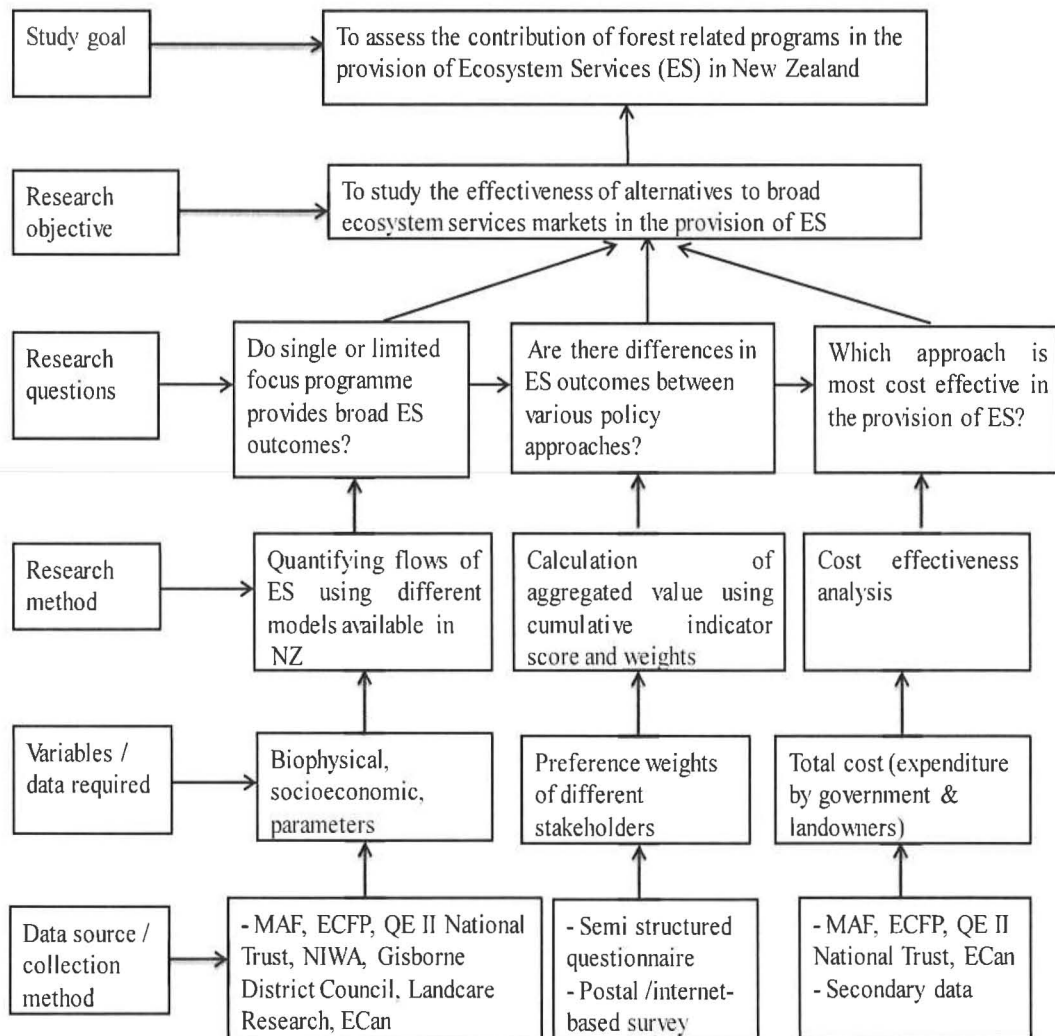 Study goal
To assess the contribution of forest related programs in the
provision of Ecosystem Services (ES) in New Zealand
Research
objective
To study the effectiveness of alternatives to broad
ecosystem services markets in the provision of ES
Research
questions
Do single or limited
focus programme
provides broad ES
outcomes?
Are there differences in
ES outcomes between
various policy
approaches?
Which approach is
most cost effective in
the provision of ES?
Research
method
Quantifying flows of
ES using different
models available in
NZ
Calculation of
aggregated value using
cumulative indicator
score and weights
Cost effectiveness
analysis
Variables /
data required
Biophysical,
socioeconomic,
parameters
Preference weights
of different
stakeholders
Total cost (expenditure
by government &
landowners)
Data source /
collection
method
- MAF, ECFP, QE II National
Trust, NIWA, Gisborne
District Council, Landcare
Research, ECan
- Semi structured
questionnaire
- Postal /internet-
based survey
- MAF, ECFP, QE II
National Trust, ECan
- Secondary data